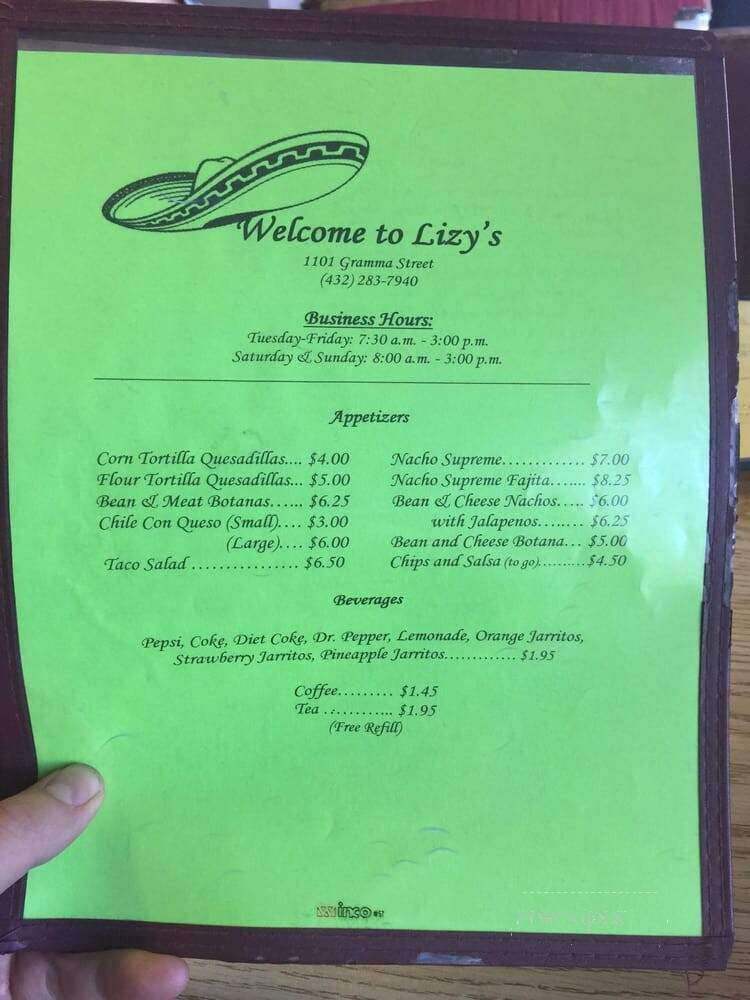 Welcome to Lizy's
1101 Gramma Street
(432) 283-7940
Business Hours:
Tuesday-Friday: 7:30 a.m. - 3:00 p.m.
Saturday & Sunday: 8:00 a.m. - 3:00 p.m.
Appetizers
Corn Tortilla Quesadillas.... $4.00
Flour Tortilla Quesadillas... $5.00
Bean & Meat Botanas...... $6.25
Chile Con Queso (Small).... $3.00
(Large).... $6.00
Taco Salad ................ $6.50
Nacho Supreme............ $7.00
Nacho Supreme Fajita....... $8.25
Bean & Cheese Nachos..... $6.00
with Jalapenos........ $6.25
Bean and Cheese Botana... $5.00
Chips and Salsa (to go)..........$4.50
Beverages
Pepsi, Coke, Diet Coke, Dr. Pepper, Lemonade, Orange Jarritos,
Strawberry Jarritos, Pineapple Jarritos............. $1.95
Coffee......... $1.45
Tea ........... $1.95
(Free Refill)
winco